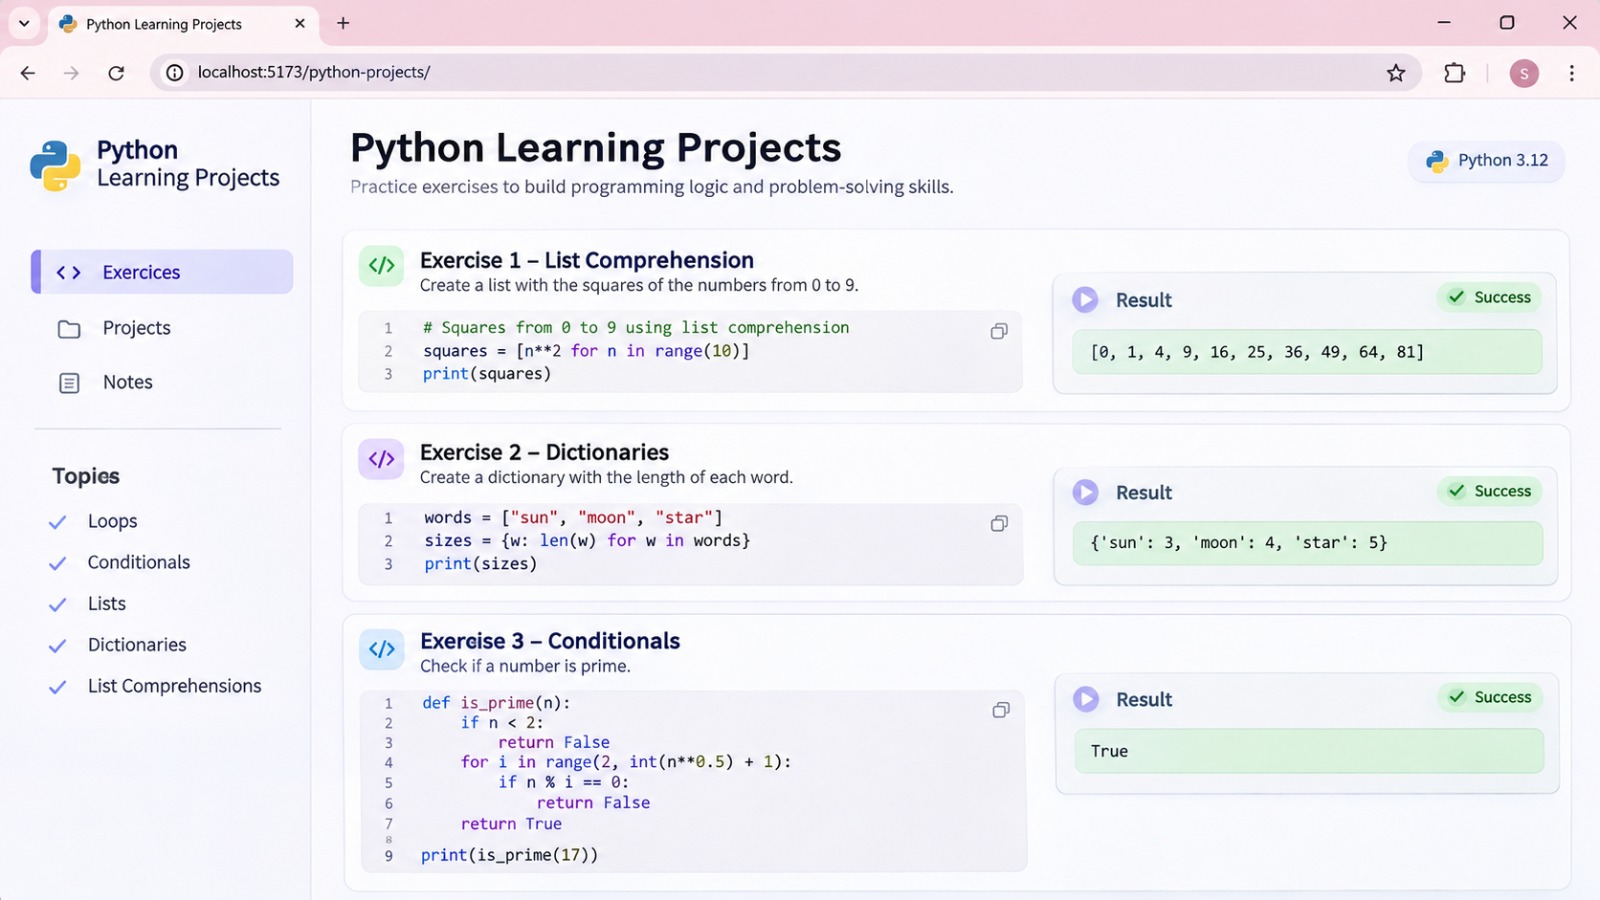 Python Learning Projects
localhost:5173/python-projects/
S
Python
Learning Projects
Exercices
Projects
Notes
Topies
Loops
Conditionals
Lists
Dictionaries
List Comprehensions
Python Learning Projects
Practice exercises to build programming logic and problem-solving skills.
Python 3.12
</> Exercise 1 – List Comprehension
Create a list with the squares of the numbers from 0 to 9.
1 # Squares from 0 to 9 using list comprehension
2 squares = [n**2 for n in range(10)]
3 print(squares)
Result
Success
[0, 1, 4, 9, 16, 25, 36, 49, 64, 81]
</> Exercise 2 – Dictionaries
Create a dictionary with the length of each word.
1 words = ["sun", "moon", "star"]
2 sizes = {w: len(w) for w in words}
3 print(sizes)
Result
Success
{'sun': 3, 'moon': 4, 'star': 5}
</> Exercise 3 – Conditionals
Check if a number is prime.
1 def is_prime(n):
2     if n < 2:
3         return False
4     for i in range(2, int(n**0.5) + 1):
5         if n % i == 0:
6             return False
7     return True
8
9 print(is_prime(17))
Result
Success
True